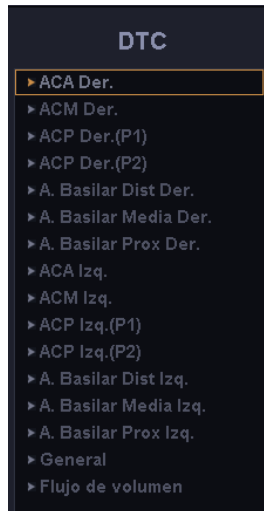 DTC
ACA Der.
ACM Der.
ACP Der.(P1)
ACP Der.(P2)
A. Basilar Dist Der.
A. Basilar Media Der.
A. Basilar Prox Der.
ACA Izq.
ACM Izq.
ACP Izq.(P1)
ACP Izq.(P2)
A. Basilar Dist Izq.
A. Basilar Media Izq.
A. Basilar Prox Izq.
General
Flujo de volumen